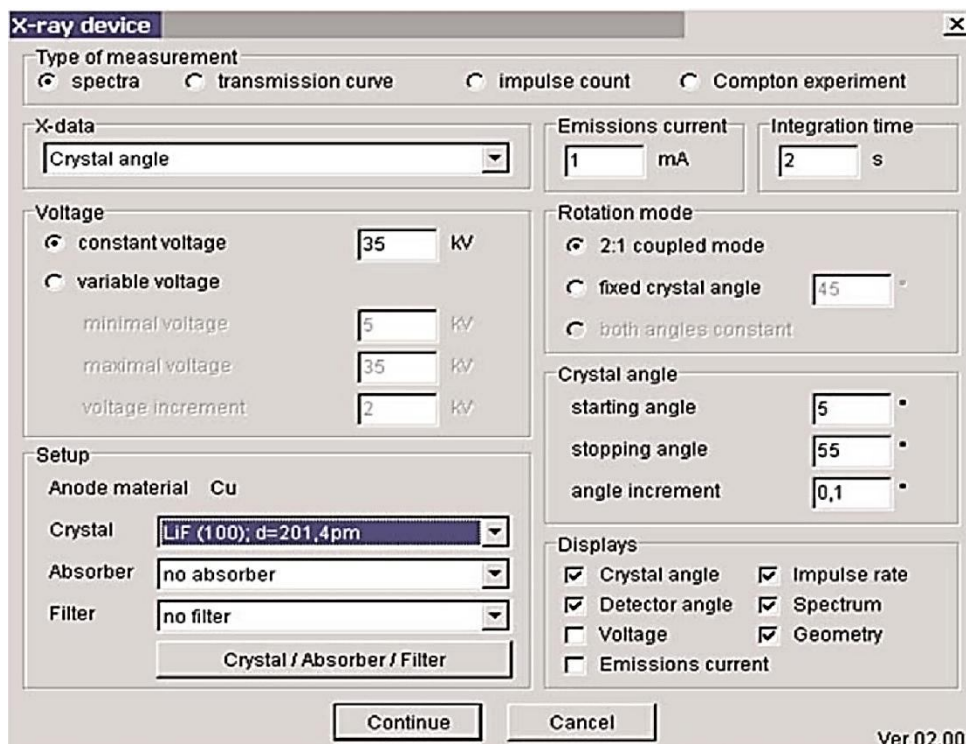 X-ray device
Type of measurement
spectra transmission curve impulse count Compton experiment
X-data
Crystal angle
Emissions current
1 mA
Integration time
2 s
Voltage
constant voltage 35 kV
variable voltage
minimal voltage 5 kV
maximal voltage 35 kV
voltage increment 2 kV
Rotation mode
2:1 coupled mode
fixed crystal angle 45 °
both angles constant
Crystal angle
starting angle 5 °
stopping angle 55 °
angle increment 0,1 °
Setup
Anode material Cu
Crystal LiF (100); d=201,4pm
Absorber no absorber
Filter no filter
Crystal / Absorber / Filter
Displays
Crystal angle Impulse rate
Detector angle Spectrum
Voltage Geometry
Emissions current
Continue Cancel
Ver 02.00